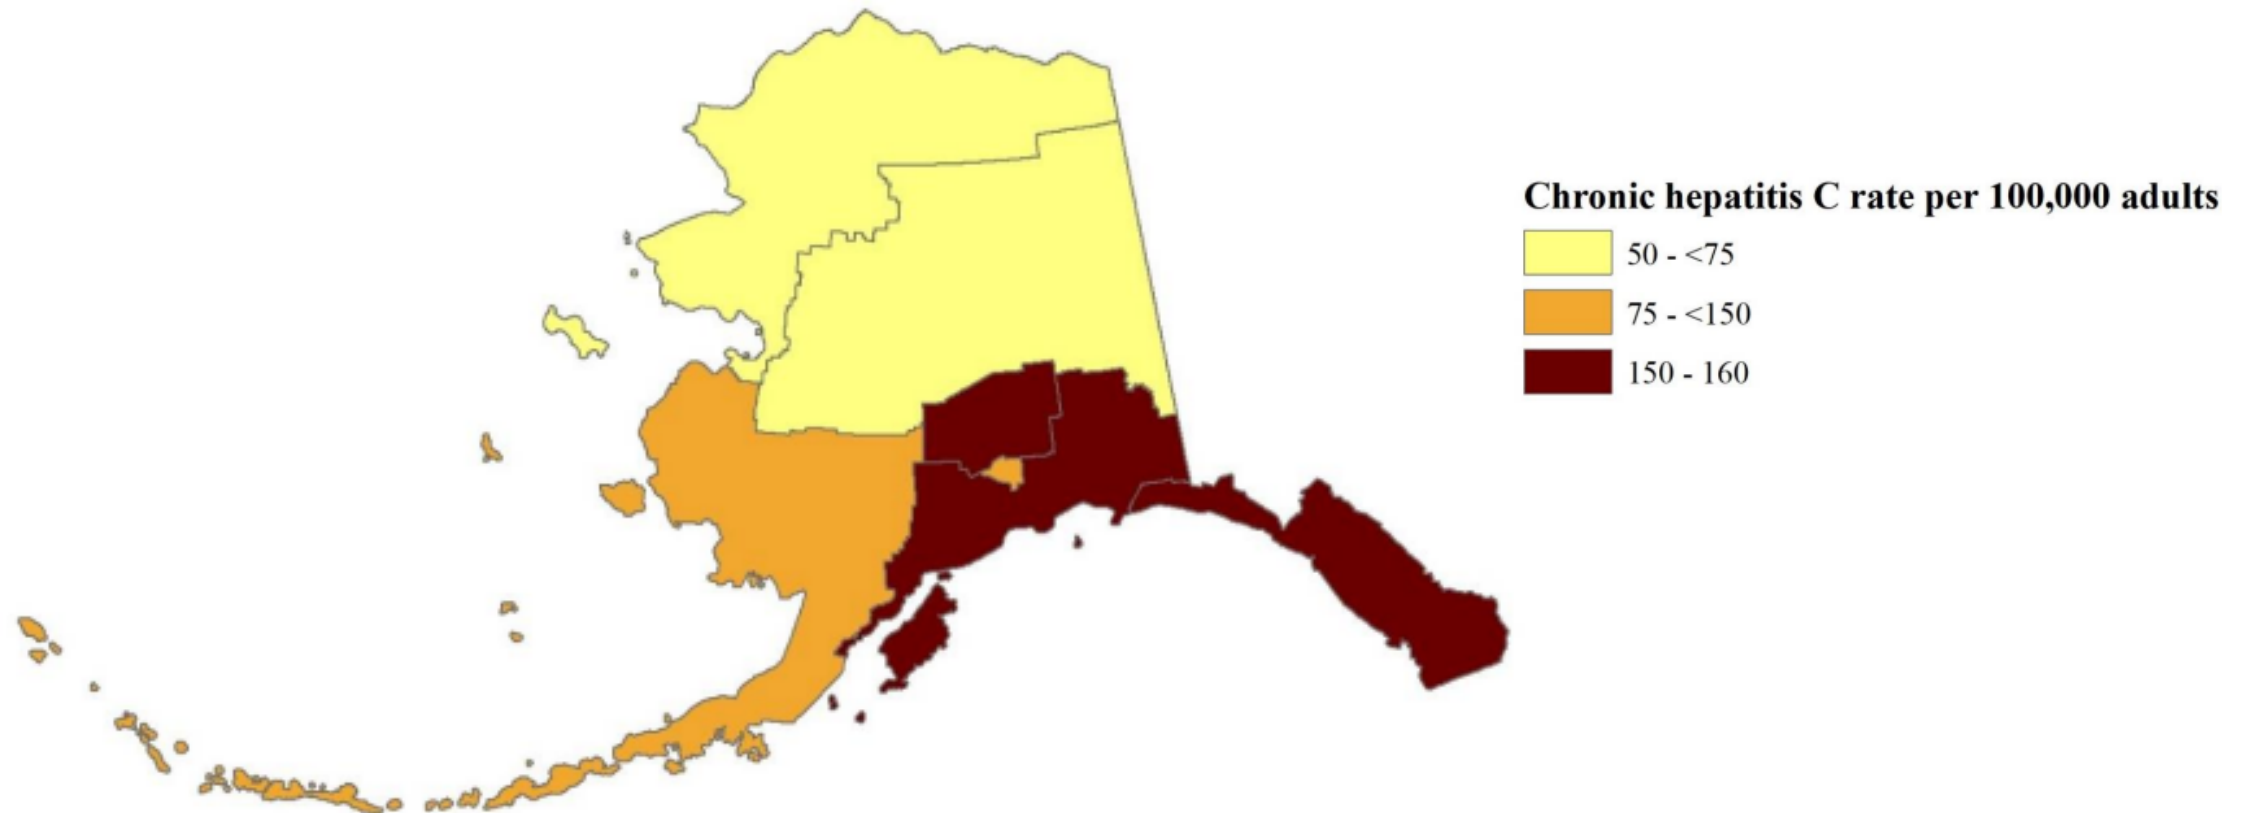 Chronic hepatitis C rate per 100,000 adults
50 - <75
75 - <150
150 - 160